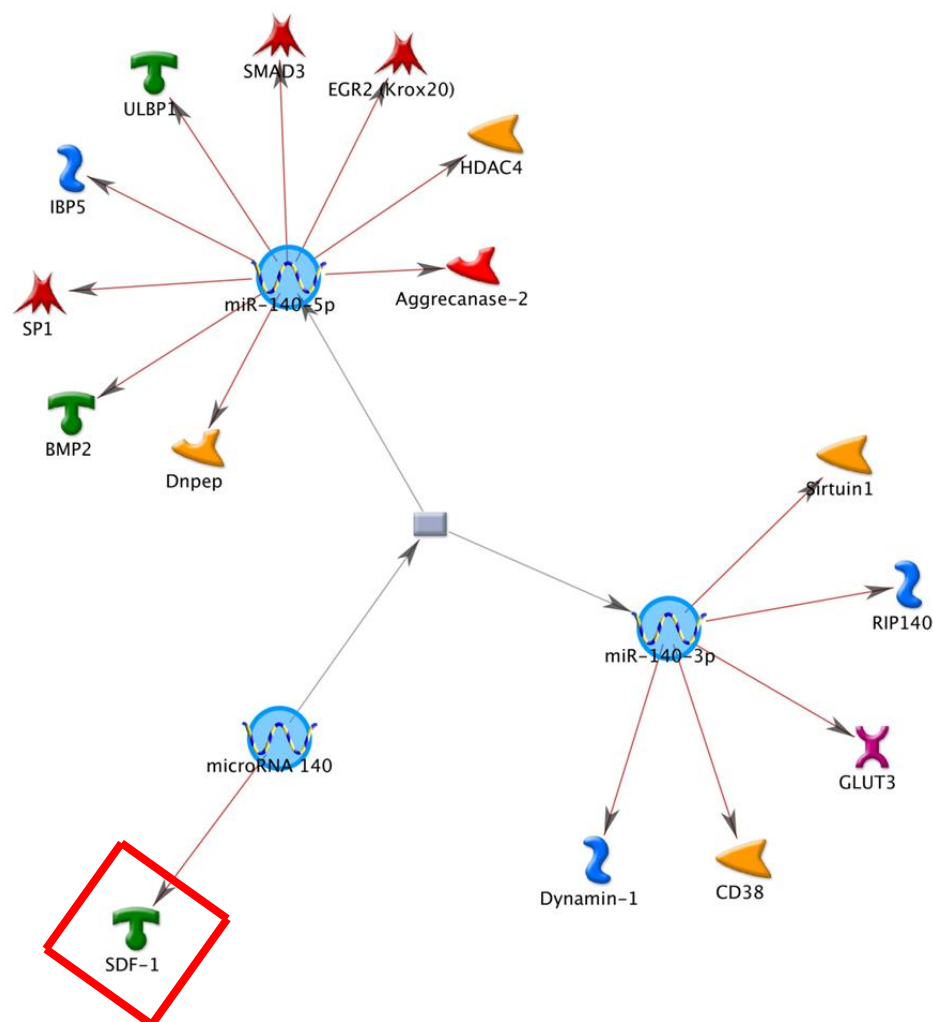 SMAD3
EGR2 (Krox20)
ULBP1
HDAC4
IBP5
Aggrecanase-2
miR-140-5p
SP1
BMP2
Dnpep
Sirtuin1
RIP140
miR-140-3p
microRNA 140
GLUT3
Dynamin-1
CD38
SDF-1